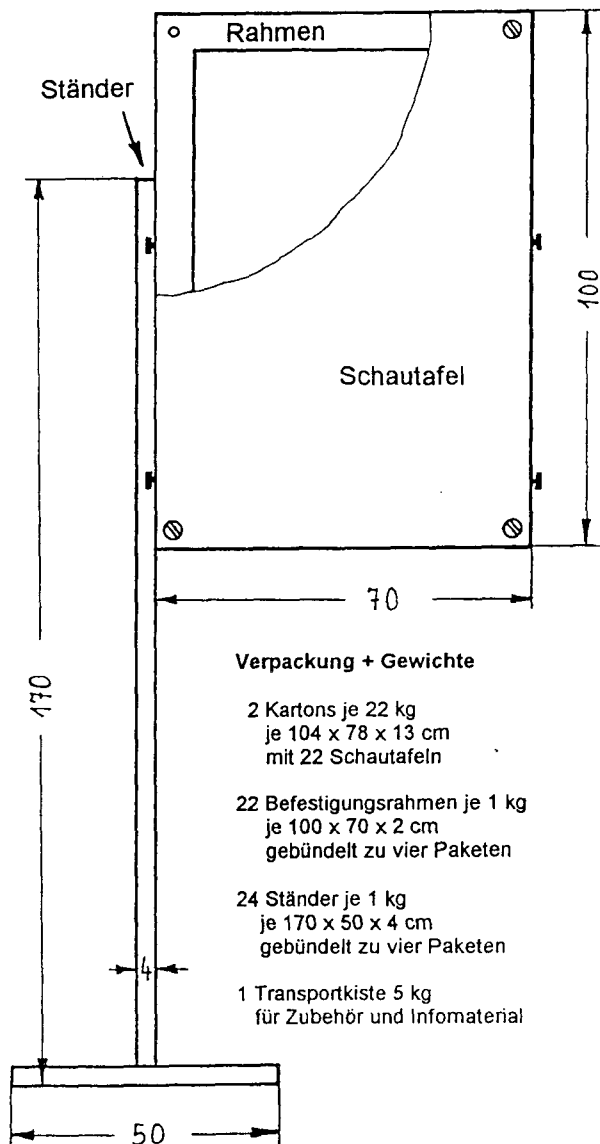 Rahmen
Ständer
100
Schautafel
70
170
Verpackung + Gewichte
2 Kartons je 22 kg
je 104 x 78 x 13 cm
mit 22 Schautafeln
22 Befestigungsrahmen je 1 kg
je 100 x 70 x 2 cm
gebündelt zu vier Paketen
24 Ständer je 1 kg
je 170 x 50 x 4 cm
gebündelt zu vier Paketen
4
1 Transportkiste 5 kg
für Zubehör und Infomaterial
50